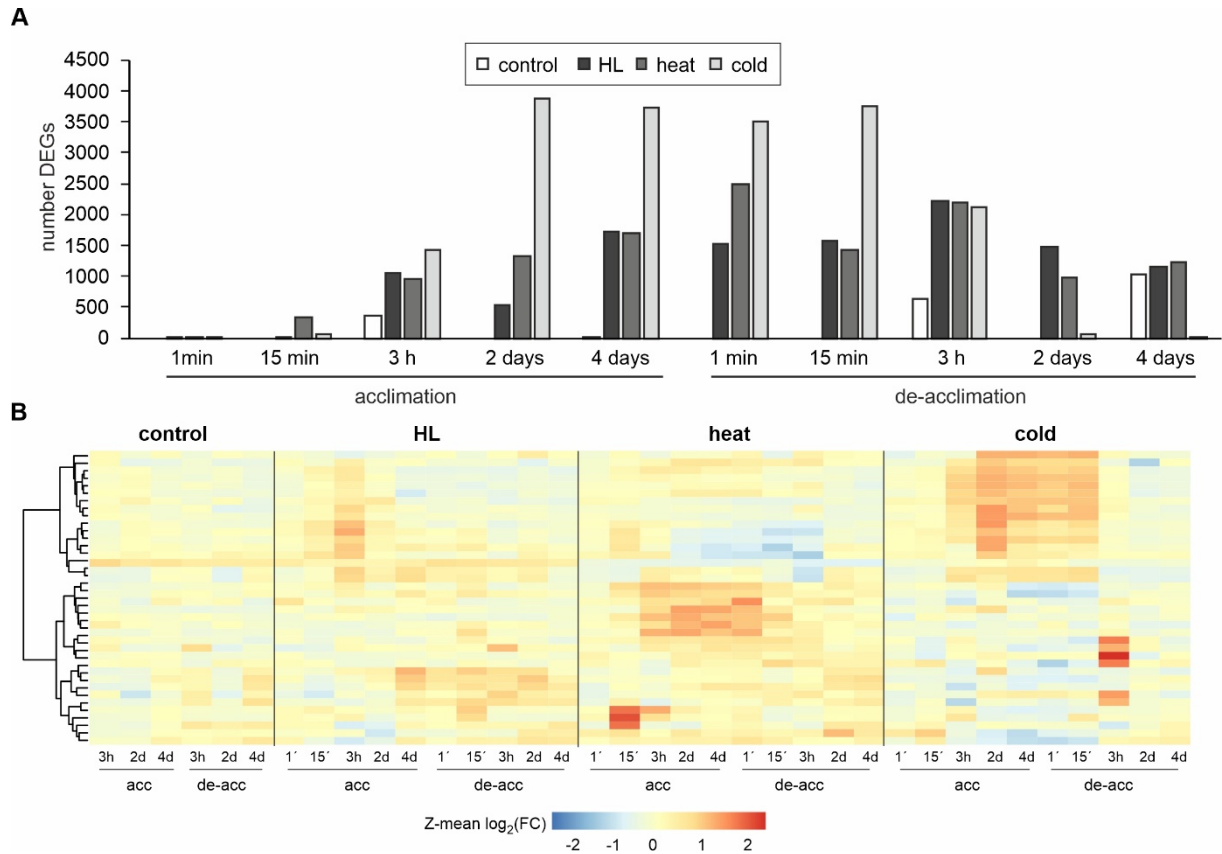 A
number DEGs
4500
4000
3500
3000
2500
2000
1500
1000
500
0
control HL heat cold
1min 15 min 3 h 2 days 4 days 1 min 15 min 3 h 2 days 4 days
acclimation de-acclimation
B
control HL heat cold
3h 2d 4d 3h 2d 4d 1´ 15´ 3h 2d 4d 1´ 15´ 3h 2d 4d 1´ 15´ 3h 2d 4d 1´ 15´ 3h 2d 4d 1´ 15´ 3h 2d 4d 1´ 15´ 3h 2d 4d
acc de-acc acc de-acc acc de-acc acc de-acc
Z-mean log2(FC)
-2 -1 0 1 2